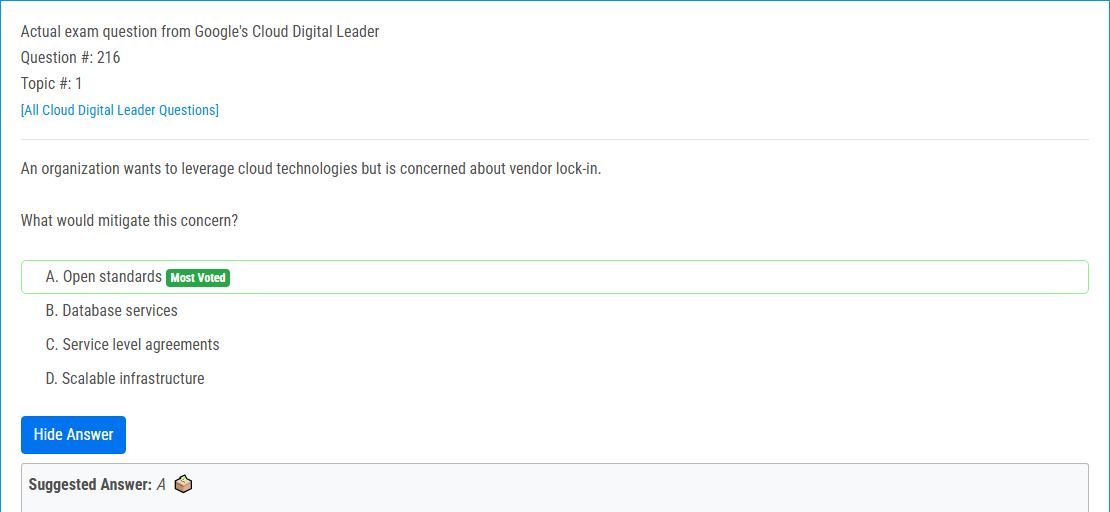 Actual exam question from Google's Cloud Digital Leader
Question #: 216
Topic #: 1
[All Cloud Digital Leader Questions]
An organization wants to leverage cloud technologies but is concerned about vendor lock-in.
What would mitigate this concern?
A. Open standards Most Voted
B. Database services
C. Service level agreements
D. Scalable infrastructure
Hide Answer
Suggested Answer: A